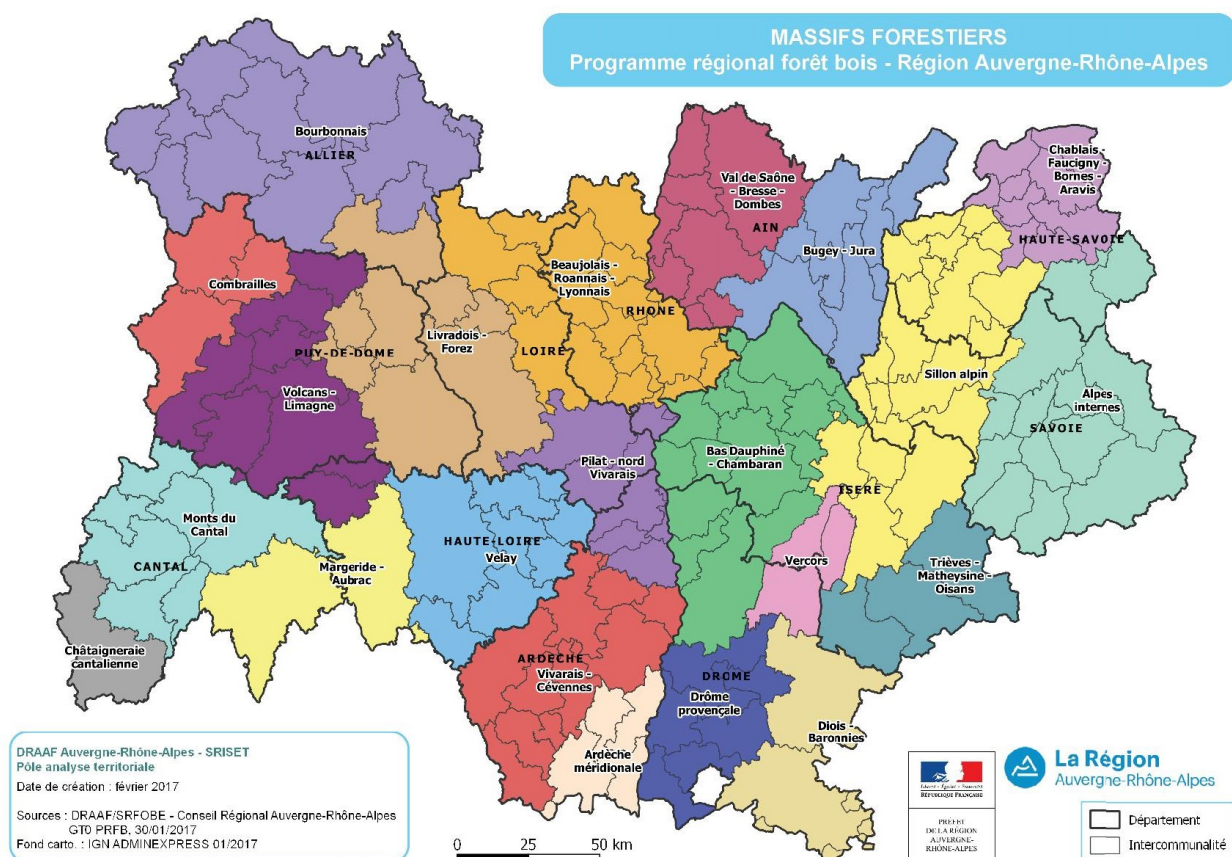 MASSIFS FORESTIERS
Programme régional forêt bois - Région Auvergne-Rhône-Alpes
Bourbonnais
ALLIER
Chablais -
Faucigny -
Bornes -
Aravis
HAUTE-SAVOIE
Val de Saône
- Bresse -
Dombes
AIN
Bugey - Jura
Combrailles
Beaujolais -
Roannais -
Lyonnais
RHONE
Livradois -
Forez
LOIRE
PUY-DE-DOME
Volcans -
Limagne
Sillon alpin
Alpes
internes
SAVOIE
Pilat - nord
Vivarais
Bas Dauphiné
- Chambaran
ISERE
Monts du
Cantal
CANTAL
HAUTE-LOIRE
Velay
Margeride -
Aubrac
Vercors
Trièves -
Matheysine -
Oisans
Châtaigneraie
cantalienne
ARDECHE
Vivarais -
Cévennes
DROME
Drôme
provençale
Diois -
Baronnies
Ardèche
méridionale
DRAAF Auvergne-Rhône-Alpes - SRISET
Pôle analyse territoriale
Date de création : février 2017
Sources : DRAAF/SRFOBE - Conseil Régional Auvergne-Rhône-Alpes
GT0 PRFB, 30/01/2017
Fond carto. : IGN ADMINEXPRESS 01/2017
0 25 50 km
Liberté • Égalité • Fraternité
RÉPUBLIQUE FRANÇAISE
PRÉFET
DE LA RÉGION
AUVERGNE-
RHÔNE-ALPES
La Région
Auvergne-Rhône-Alpes
Département
Intercommunalité